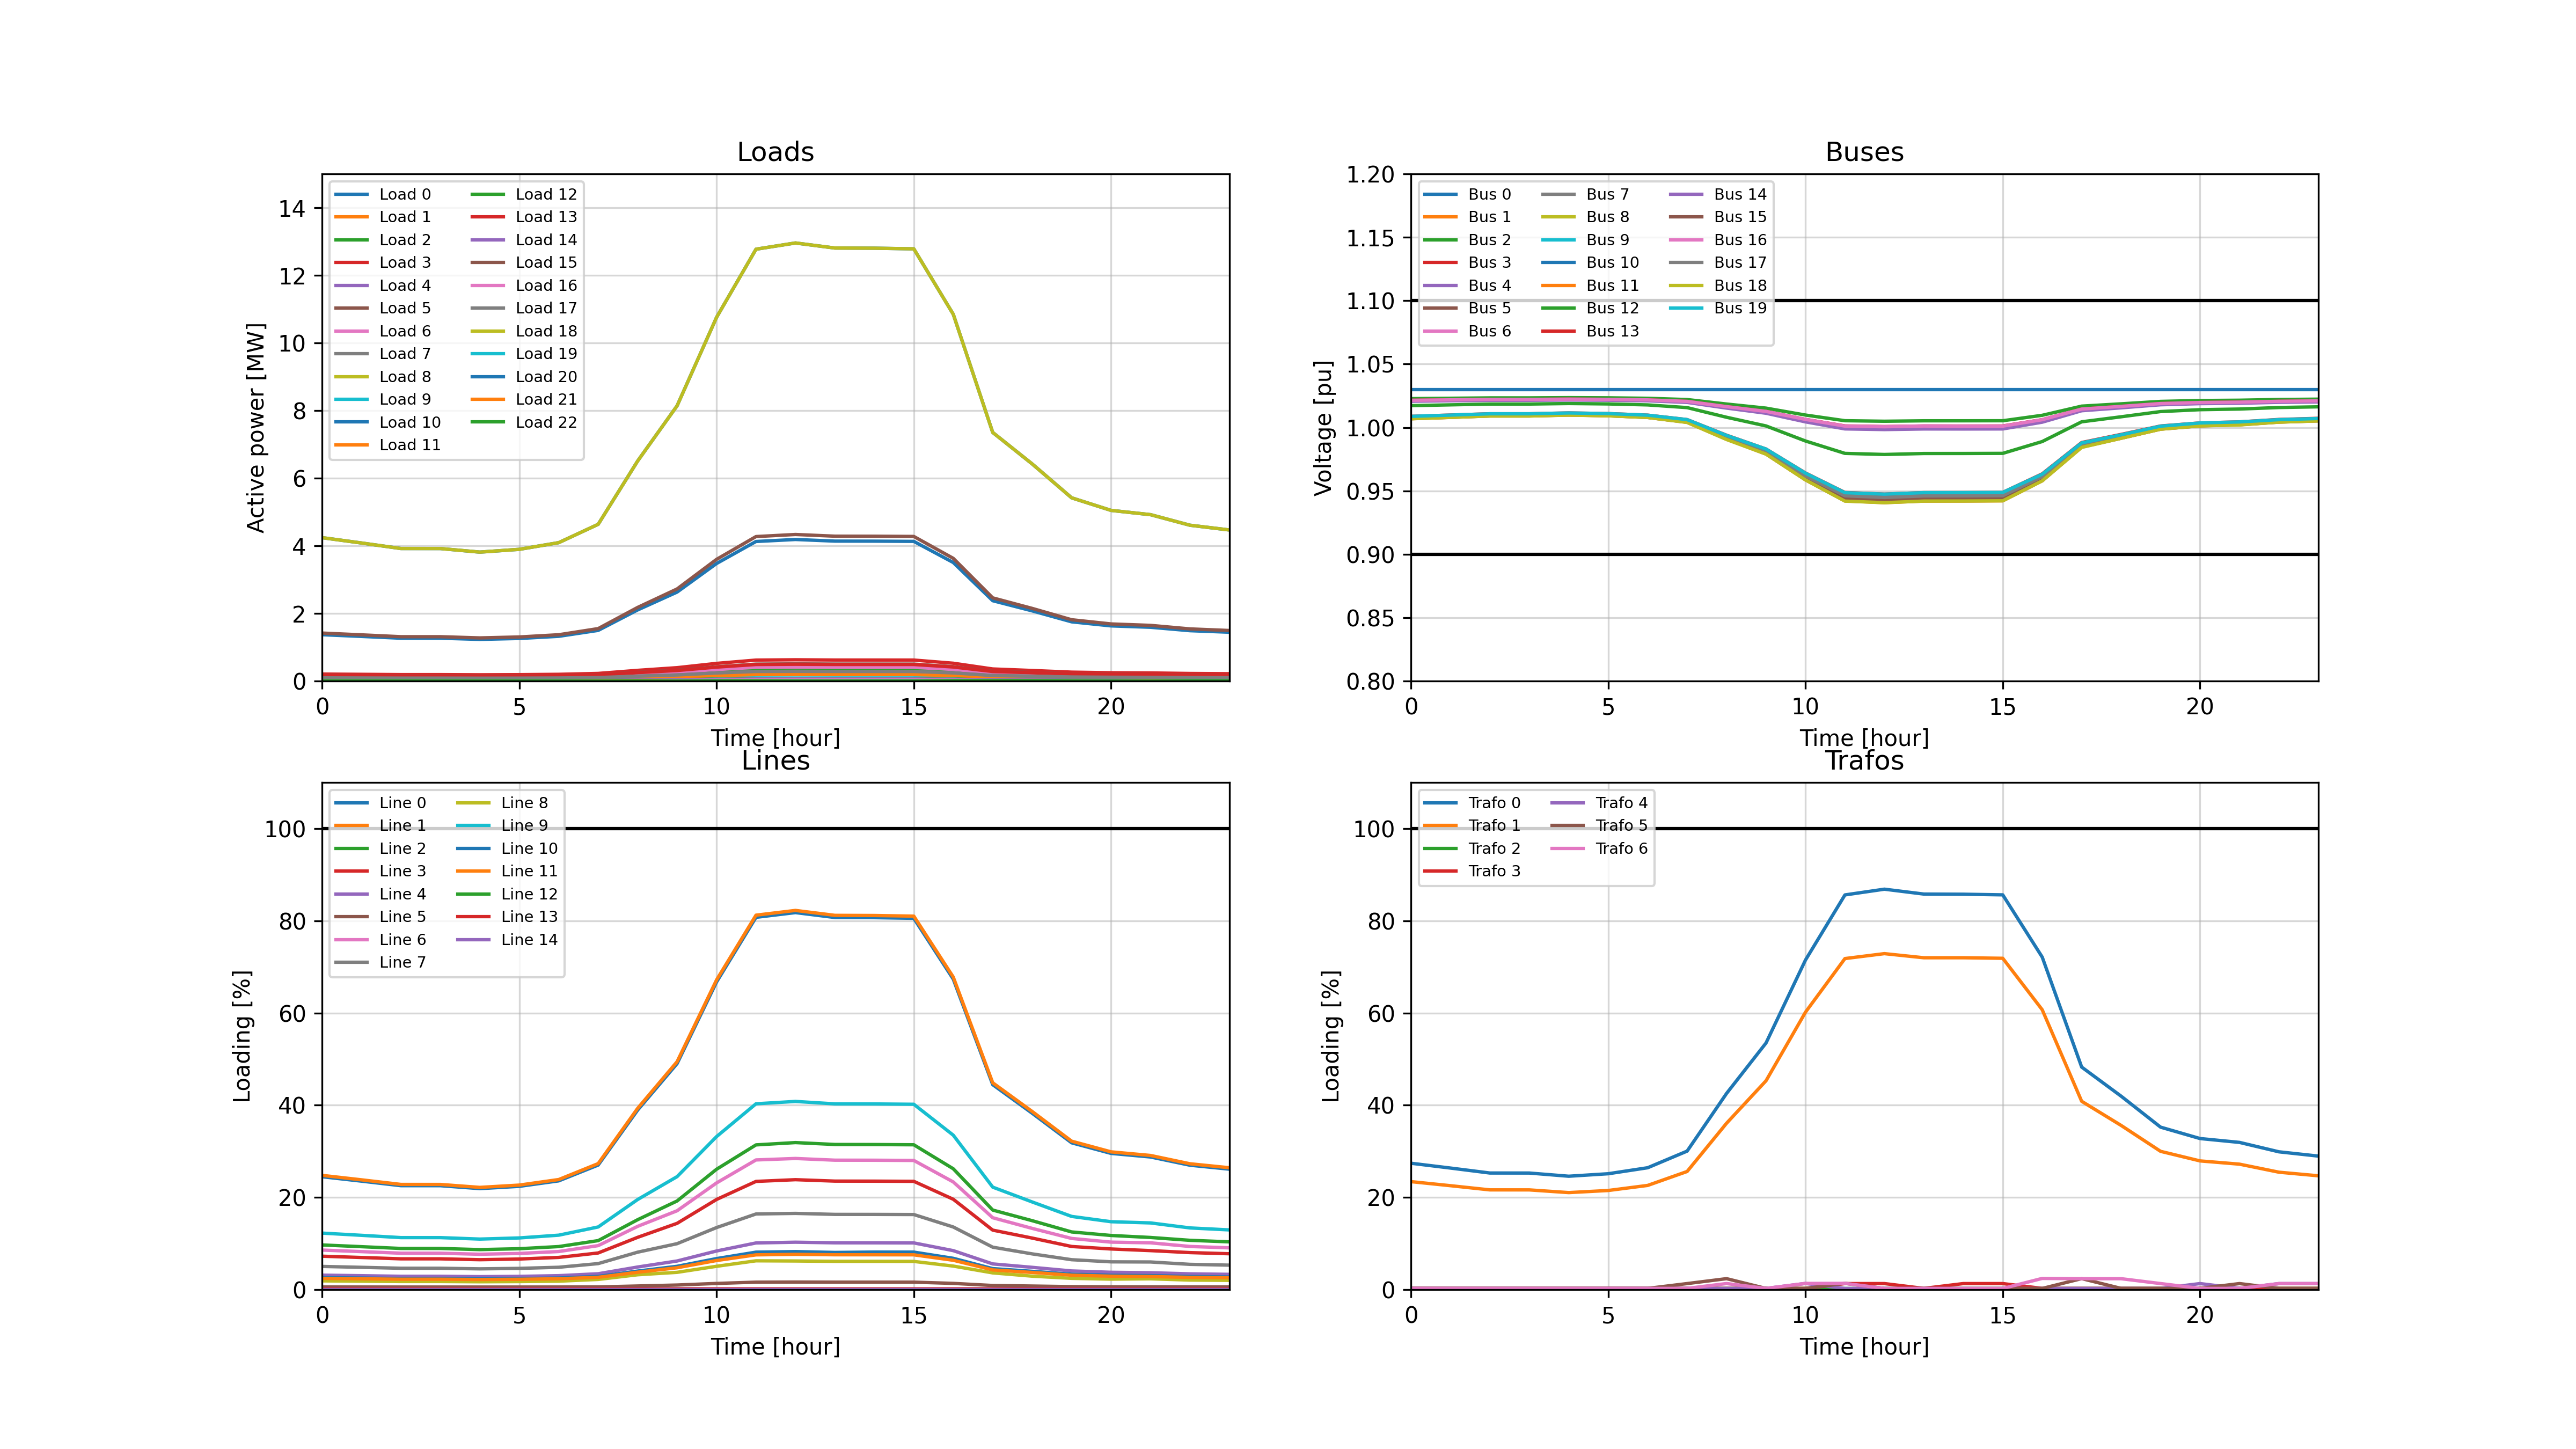 Loads
Active power [MW]
14
12
10
8
6
4
2
0
Load 0
Load 1
Load 2
Load 3
Load 4
Load 5
Load 6
Load 7
Load 8
Load 9
Load 10
Load 11
Load 12
Load 13
Load 14
Load 15
Load 16
Load 17
Load 18
Load 19
Load 20
Load 21
Load 22
0 5 10 15 20
Time [hour]
Buses
Voltage [pu]
1.20
1.15
1.10
1.05
1.00
0.95
0.90
0.85
0.80
Bus 0
Bus 1
Bus 2
Bus 3
Bus 4
Bus 5
Bus 6
Bus 7
Bus 8
Bus 9
Bus 10
Bus 11
Bus 12
Bus 13
Bus 14
Bus 15
Bus 16
Bus 17
Bus 18
Bus 19
0 5 10 15 20
Time [hour]
Lines
Loading [%]
100
80
60
40
20
0
Line 0
Line 1
Line 2
Line 3
Line 4
Line 5
Line 6
Line 7
Line 8
Line 9
Line 10
Line 11
Line 12
Line 13
Line 14
0 5 10 15 20
Time [hour]
Trafos
Loading [%]
100
80
60
40
20
0
Trafo 0
Trafo 1
Trafo 2
Trafo 3
Trafo 4
Trafo 5
Trafo 6
0 5 10 15 20
Time [hour]